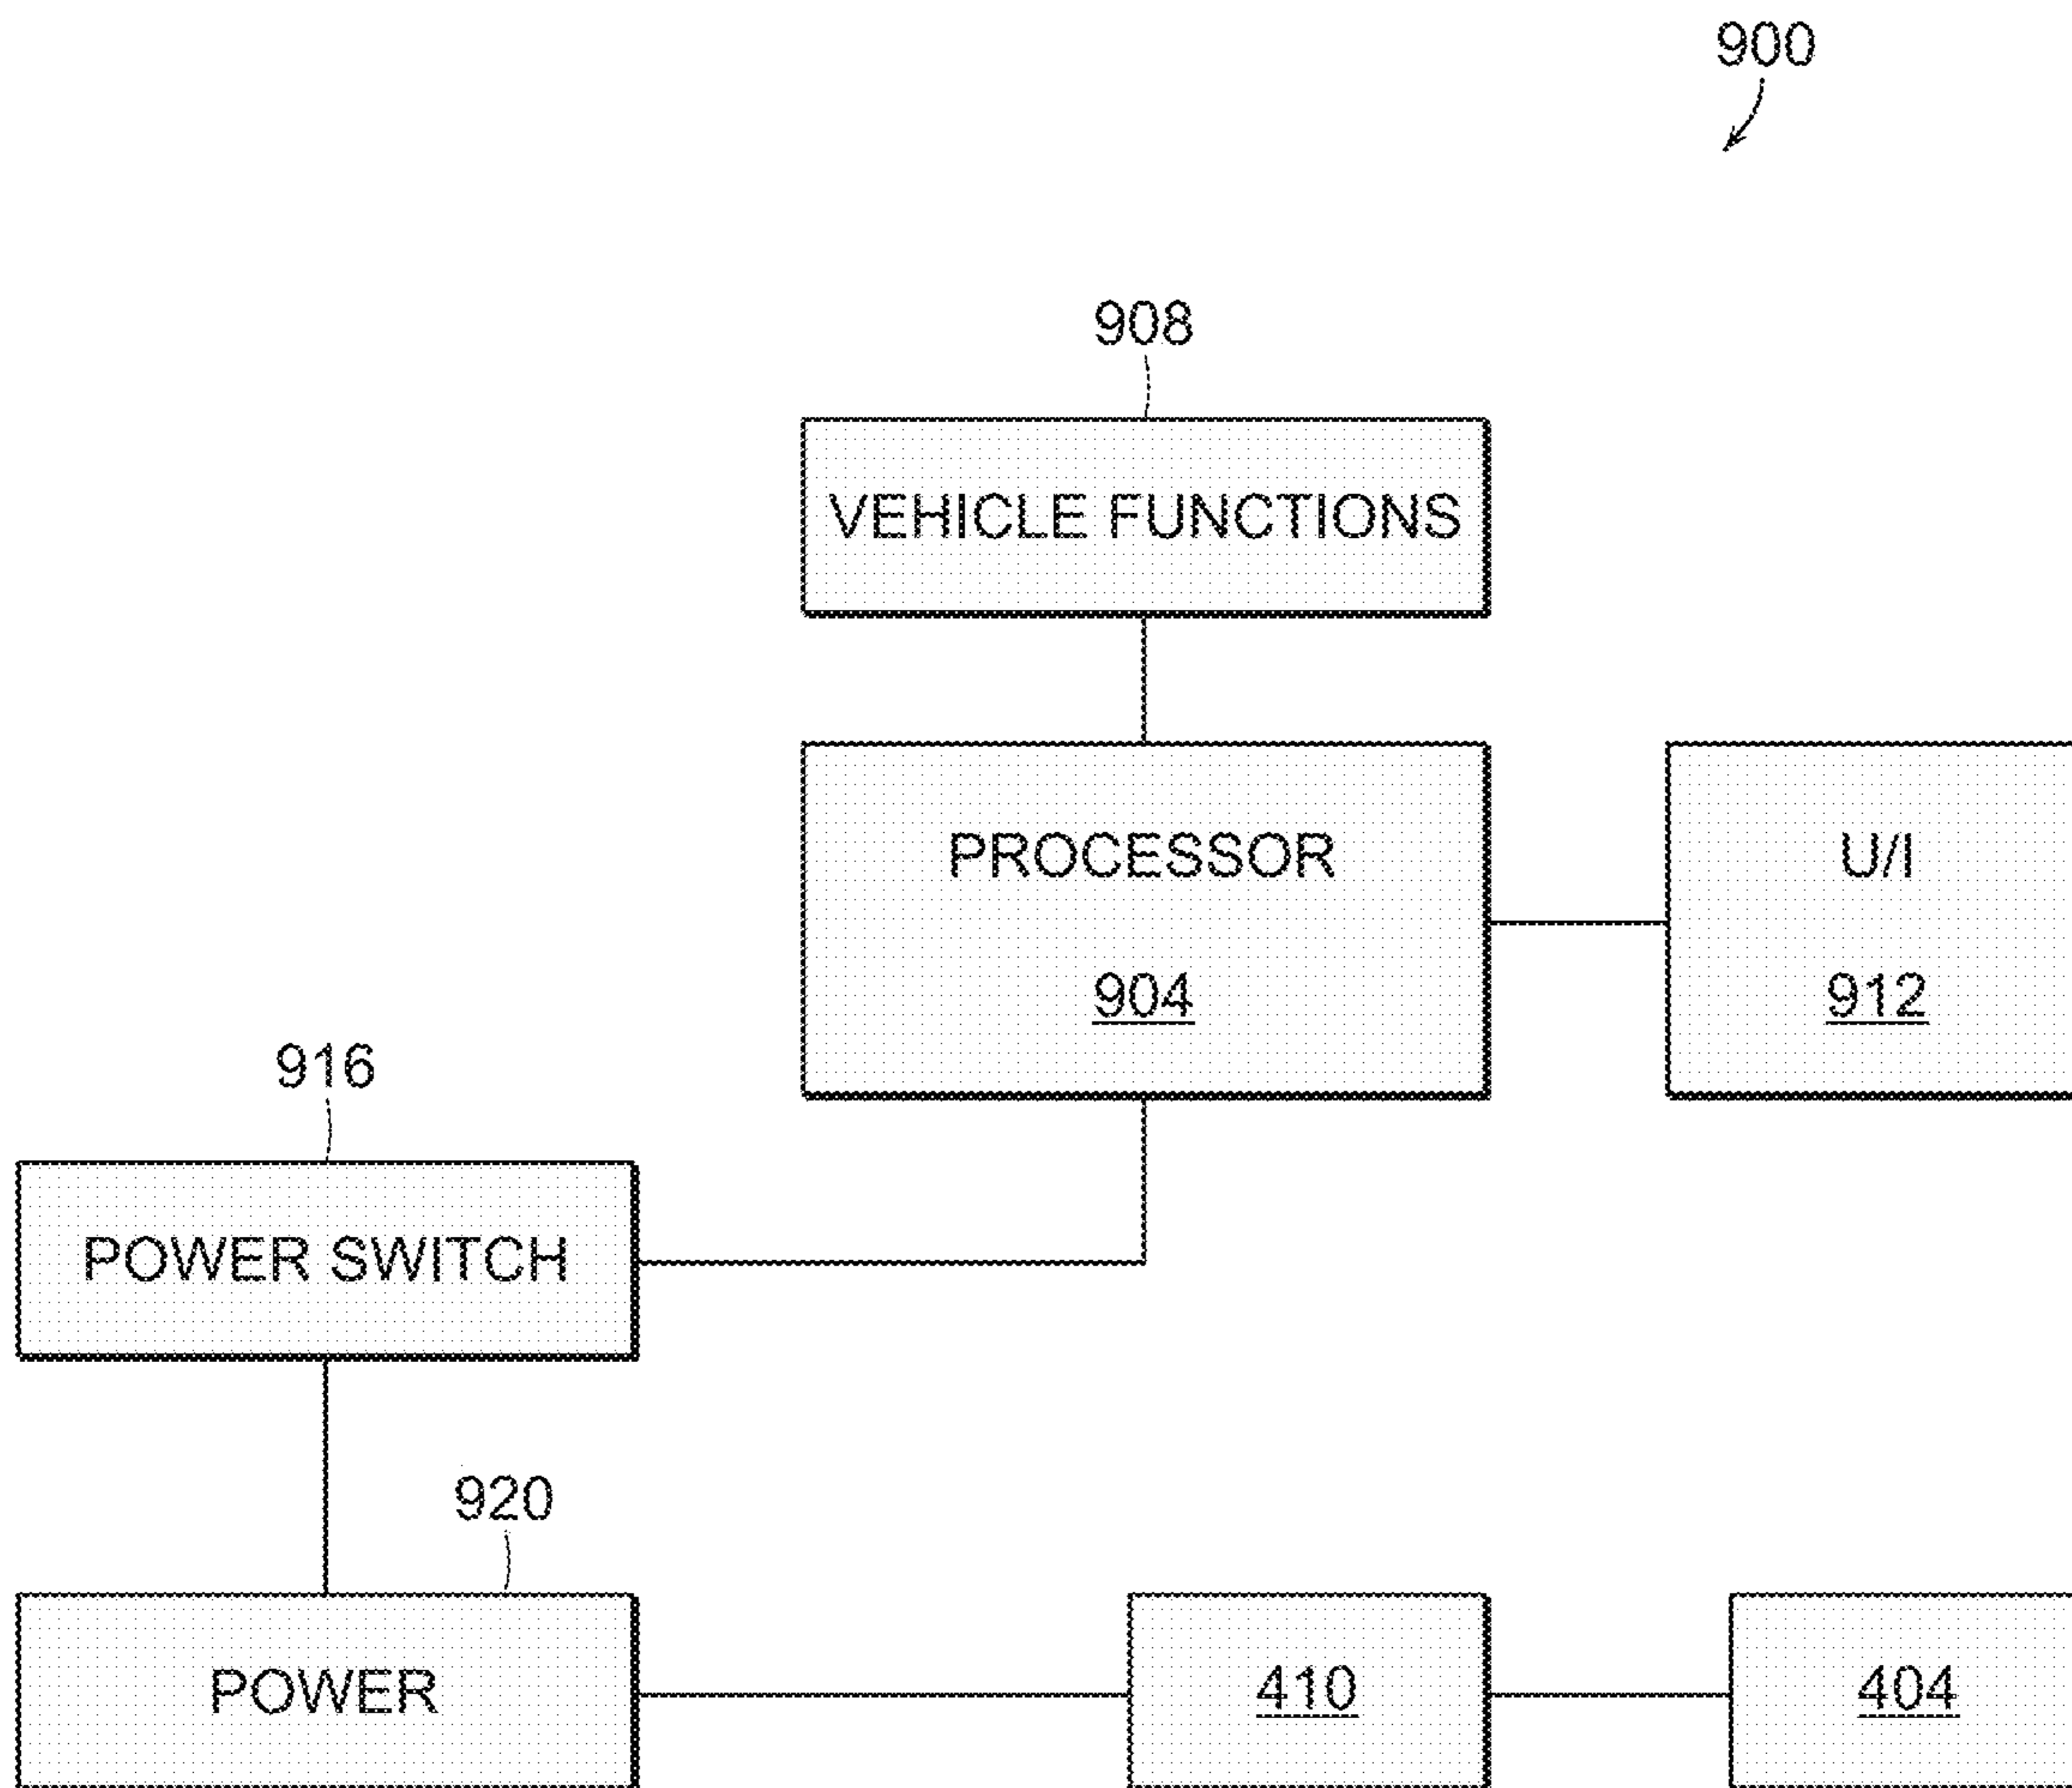 900
908
VEHICLE FUNCTIONS
PROCESSOR
904
U/I
912
916
POWER SWITCH
920
POWER
410
404